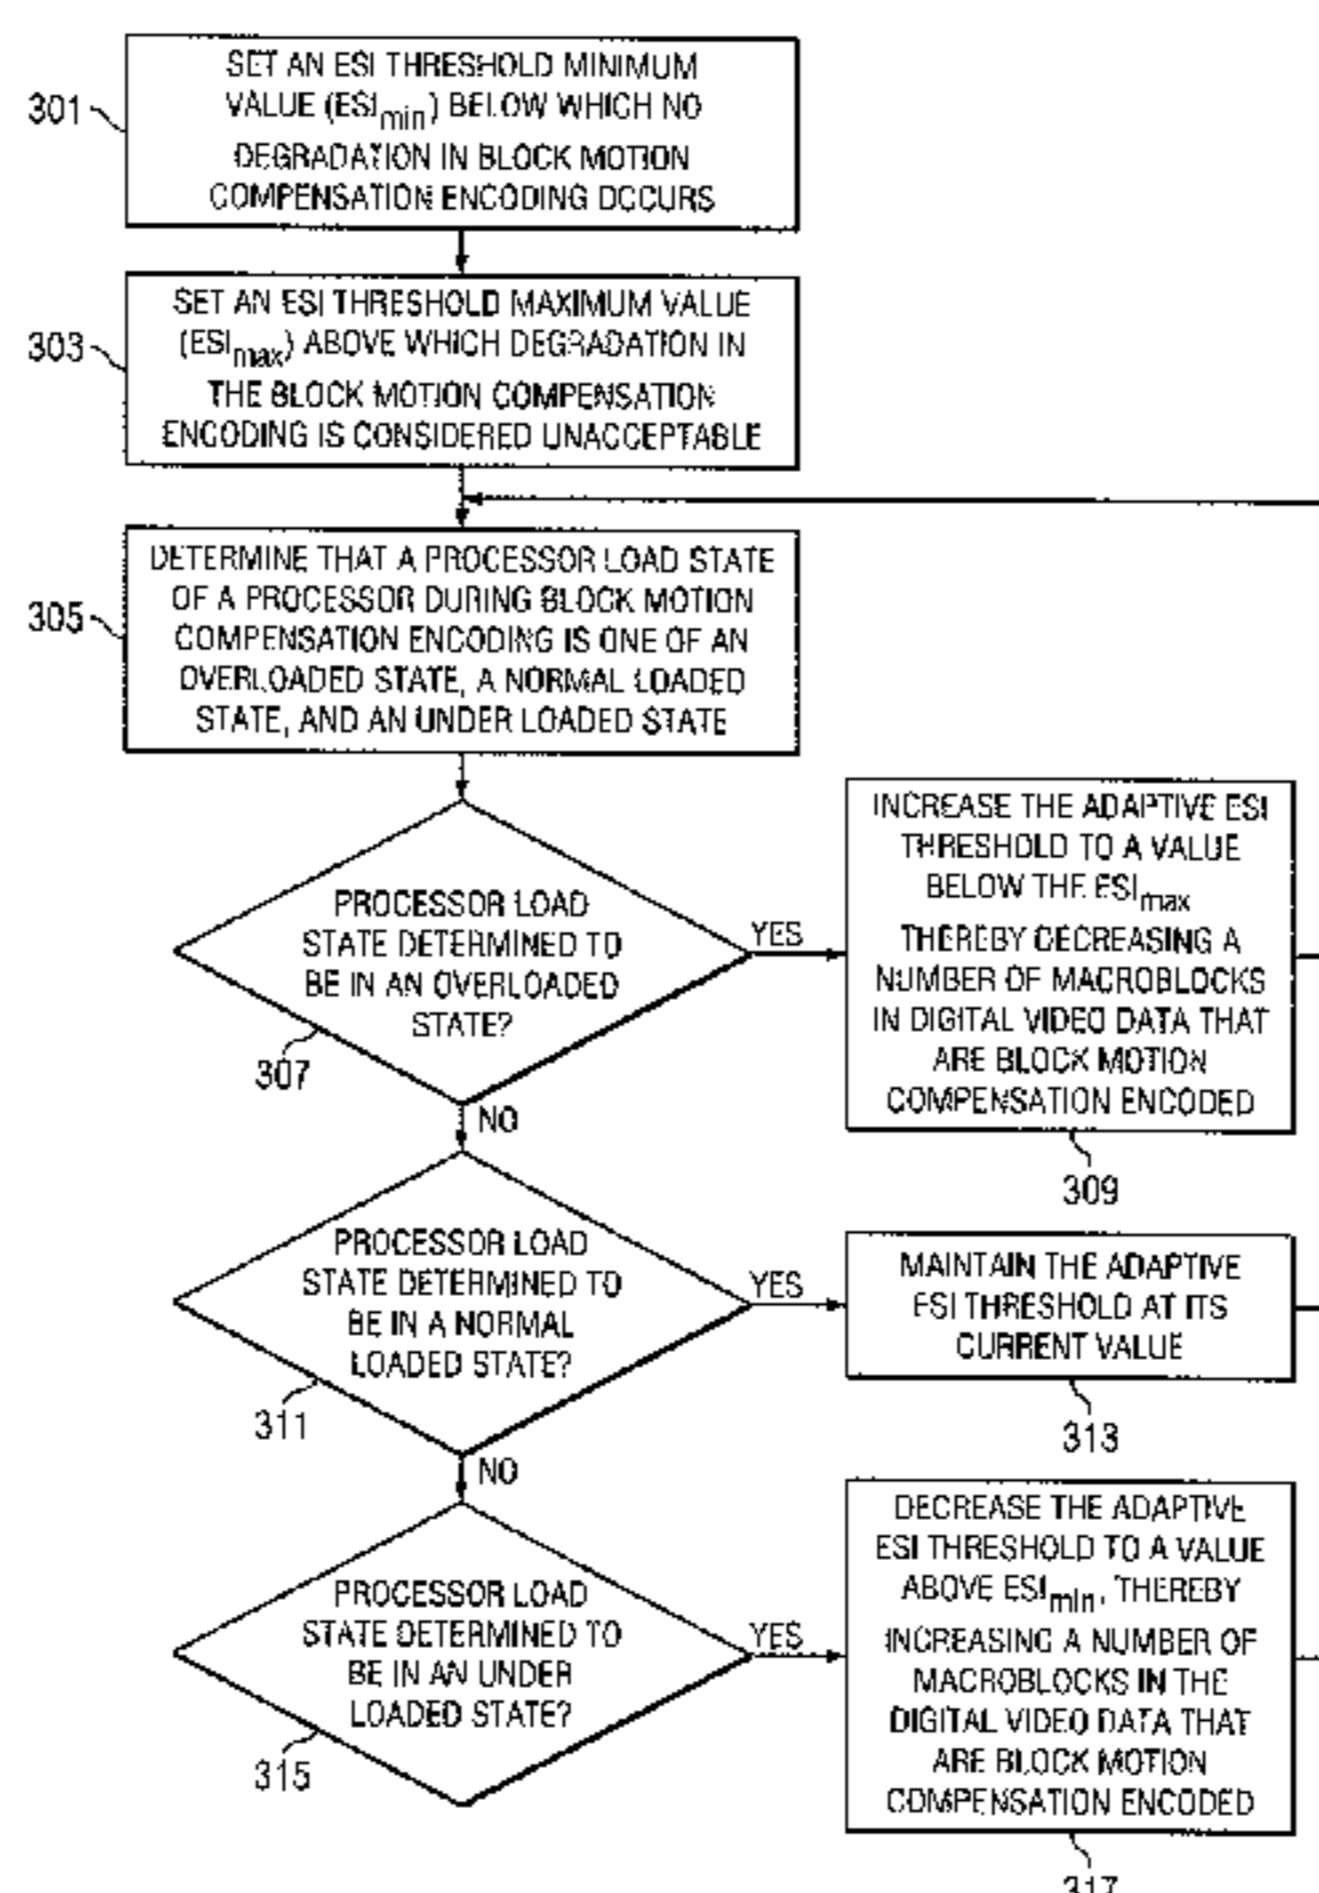 301
SET AN ESI THRESHOLD MINIMUM
VALUE (ESImin) BELOW WHICH NO
DEGRADATION IN BLOCK MOTION
COMPENSATION ENCODING OCCURS
303
SET AN ESI THRESHOLD MAXIMUM VALUE
(ESImax) ABOVE WHICH DEGRADATION IN
THE BLOCK MOTION COMPENSATION
ENCODING IS CONSIDERED UNACCEPTABLE
305
DETERMINE THAT A PROCESSOR LOAD STATE
OF A PROCESSOR DURING BLOCK MOTION
COMPENSATION ENCODING IS ONE OF AN
OVERLOADED STATE, A NORMAL LOADED
STATE, AND AN UNDER LOADED STATE
PROCESSOR LOAD
STATE DETERMINED TO
BE IN AN OVERLOADED
STATE?
307
YES
NO
INCREASE THE ADAPTIVE ESI
THRESHOLD TO A VALUE
BELOW THE ESImax
THEREBY DECREASING A
NUMBER OF MACROBLOCKS
IN DIGITAL VIDEO DATA THAT
ARE BLOCK MOTION
COMPENSATION ENCODED
309
PROCESSOR LOAD
STATE DETERMINED TO
BE IN A NORMAL
LOADED STATE?
311
YES
NO
MAINTAIN THE ADAPTIVE
ESI THRESHOLD AT ITS
CURRENT VALUE
313
PROCESSOR LOAD
STATE DETERMINED TO
BE IN AN UNDER
LOADED STATE?
315
YES
DECREASE THE ADAPTIVE
ESI THRESHOLD TO A VALUE
ABOVE ESImin, THEREBY
INCREASING A NUMBER OF
MACROBLOCKS IN THE
DIGITAL VIDEO DATA THAT
ARE BLOCK MOTION
COMPENSATION ENCODED
317